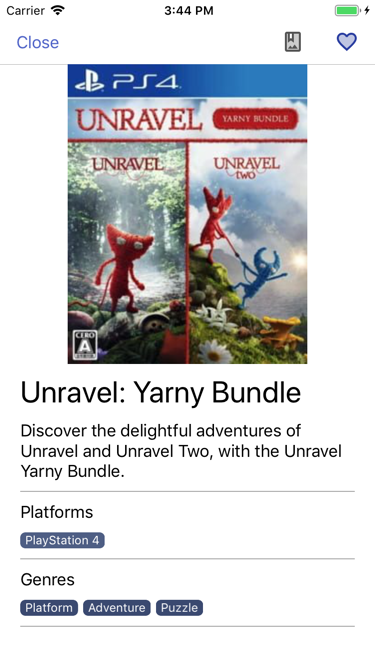 Carrier 3:44 PM
Close
PS4
UNRAVEL YARNY BUNDLE
UNRAVEL UNRAVEL
two
CERO
A
Unravel: Yarny Bundle
Discover the delightful adventures of
Unravel and Unravel Two, with the Unravel
Yarny Bundle.
Platforms
PlayStation 4
Genres
Platform Adventure Puzzle